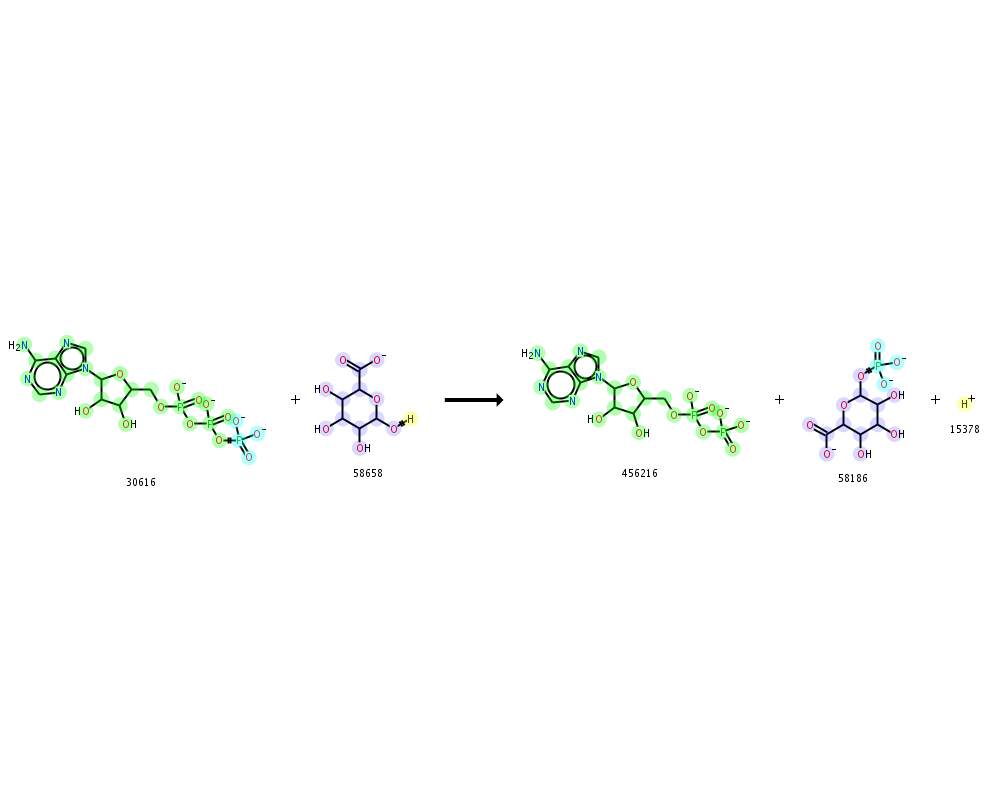 H2N N N N N O HO OH O P O O⁻ O P O O⁻ O P O⁻ O⁻ O
30616
+
O O⁻ HO O HO OH O H
58658
H2N N N N N O HO OH O P O O⁻ O P O⁻ O⁻ O
456216
+
O P O⁻ O⁻ O OH O OH O O⁻ OH
58186
+
H⁺
15378